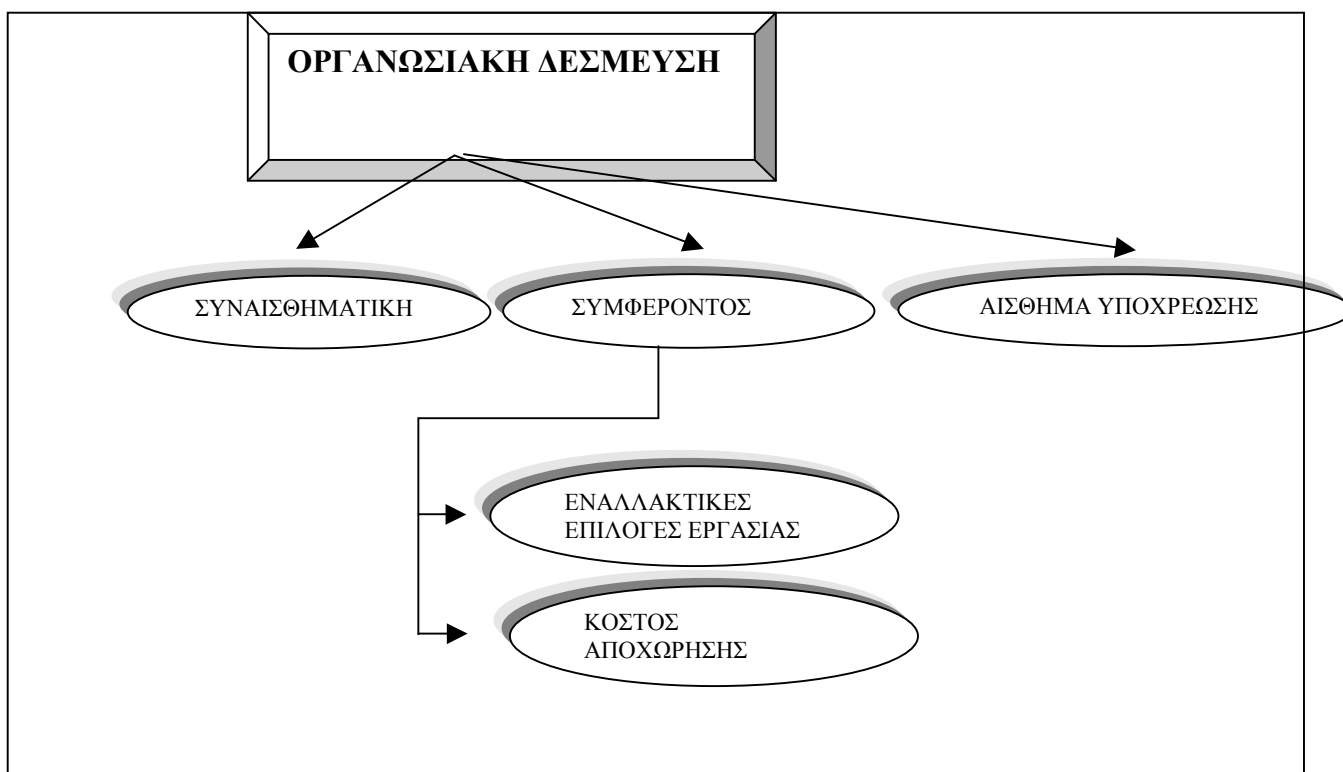 ΟΡΓΑΝΩΣΙΑΚΗ ΔΕΣΜΕΥΣΗ
ΣΥΝΑΙΣΘΗΜΑΤΙΚΗ
ΣΥΜΦΕΡΟΝΤΟΣ
ΑΙΣΘΗΜΑ ΥΠΟΧΡΕΩΣΗΣ
ΕΝΑΛΛΑΚΤΙΚΕΣ
ΕΠΙΛΟΓΕΣ ΕΡΓΑΣΙΑΣ
ΚΟΣΤΟΣ
ΑΠΟΧΩΡΗΣΗΣ